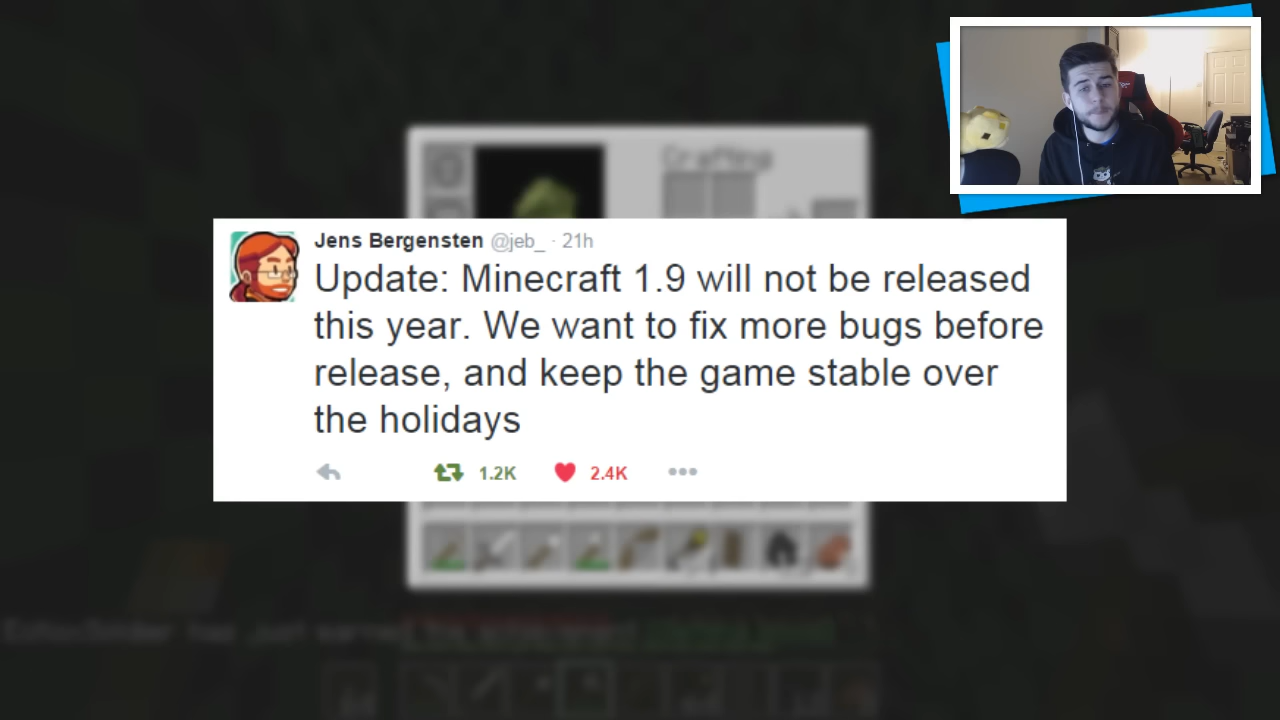 Crafting
Jens Bergensten @jeb_ · 21h
Update: Minecraft 1.9 will not be released
this year. We want to fix more bugs before
release, and keep the game stable over
the holidays
1.2K 2.4K